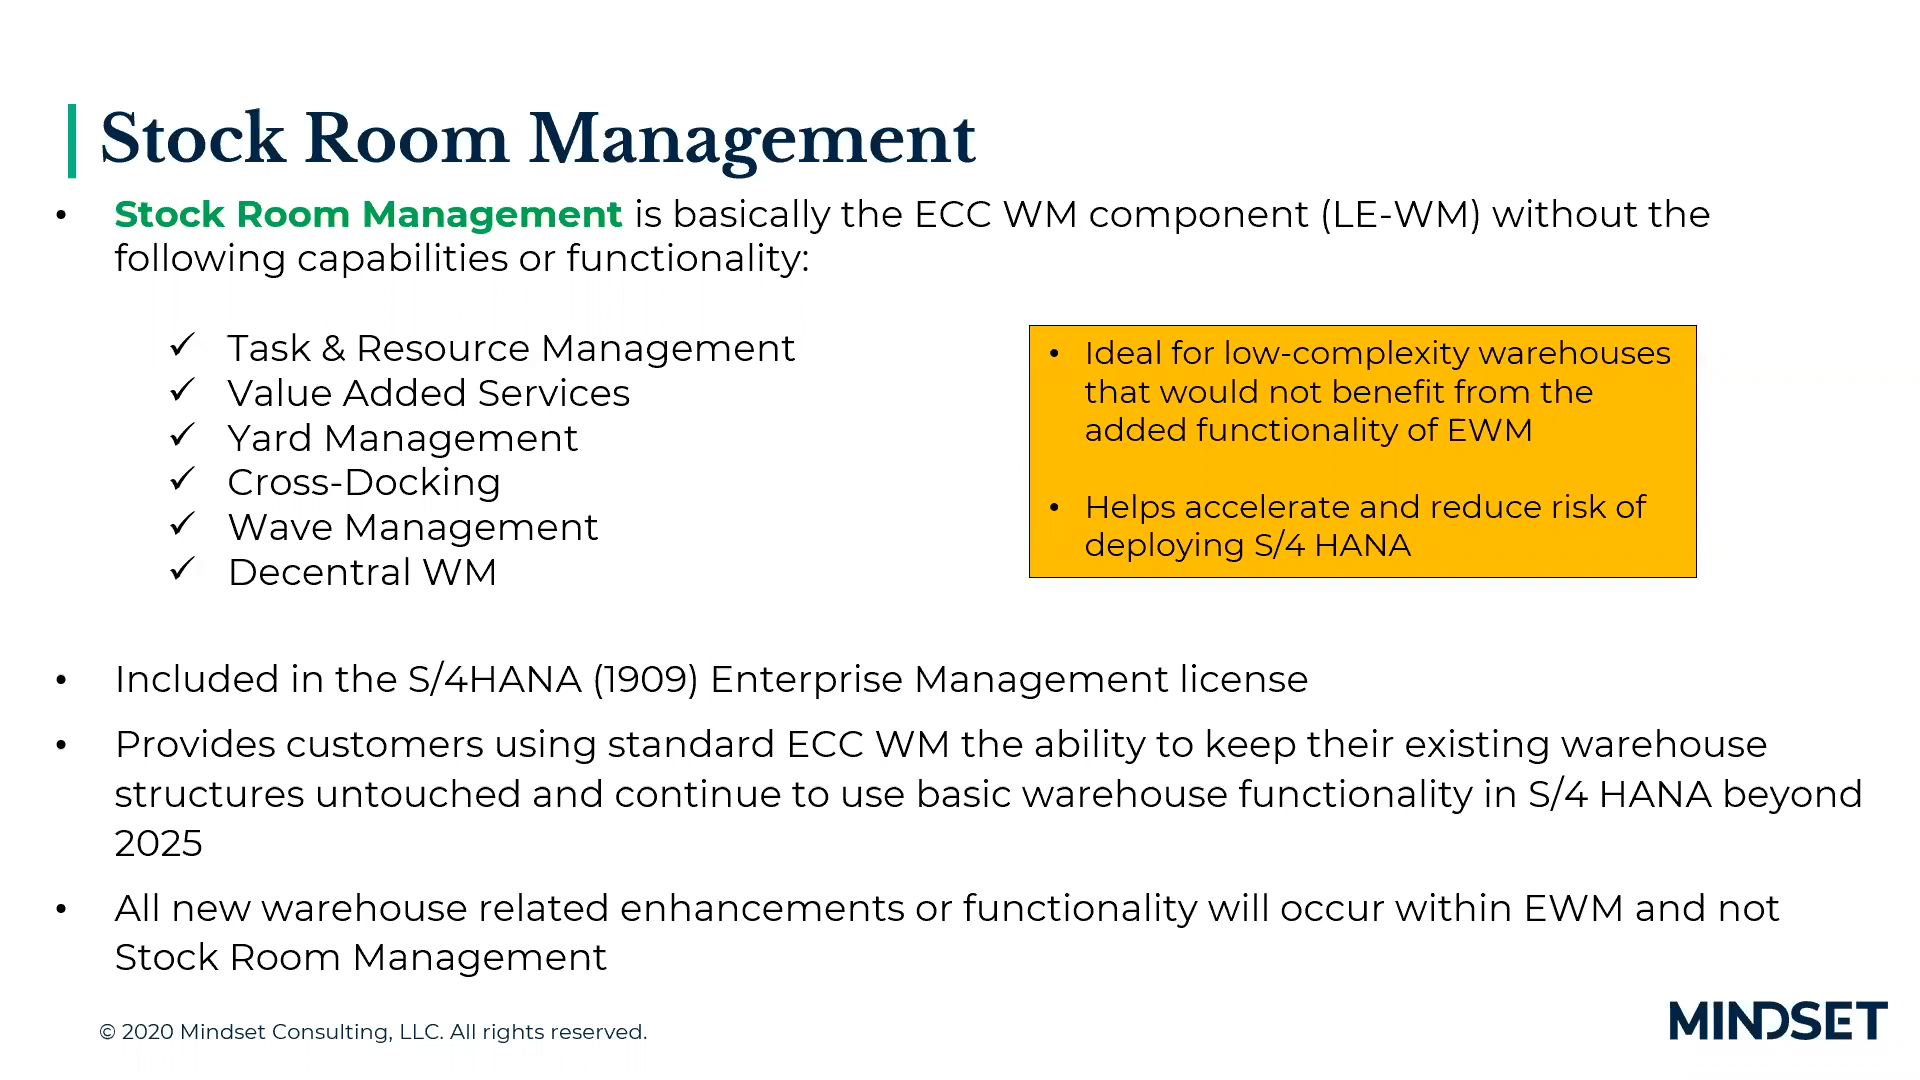 Stock Room Management
• Stock Room Management is basically the ECC WM component (LE-WM) without the
following capabilities or functionality:
✓ Task & Resource Management
✓ Value Added Services
✓ Yard Management
✓ Cross-Docking
✓ Wave Management
✓ Decentral WM
• Ideal for low-complexity warehouses
that would not benefit from the
added functionality of EWM
• Helps accelerate and reduce risk of
deploying S/4 HANA
• Included in the S/4HANA (1909) Enterprise Management license
• Provides customers using standard ECC WM the ability to keep their existing warehouse
structures untouched and continue to use basic warehouse functionality in S/4 HANA beyond
2025
• All new warehouse related enhancements or functionality will occur within EWM and not
Stock Room Management
© 2020 Mindset Consulting, LLC. All rights reserved.
MINDSET